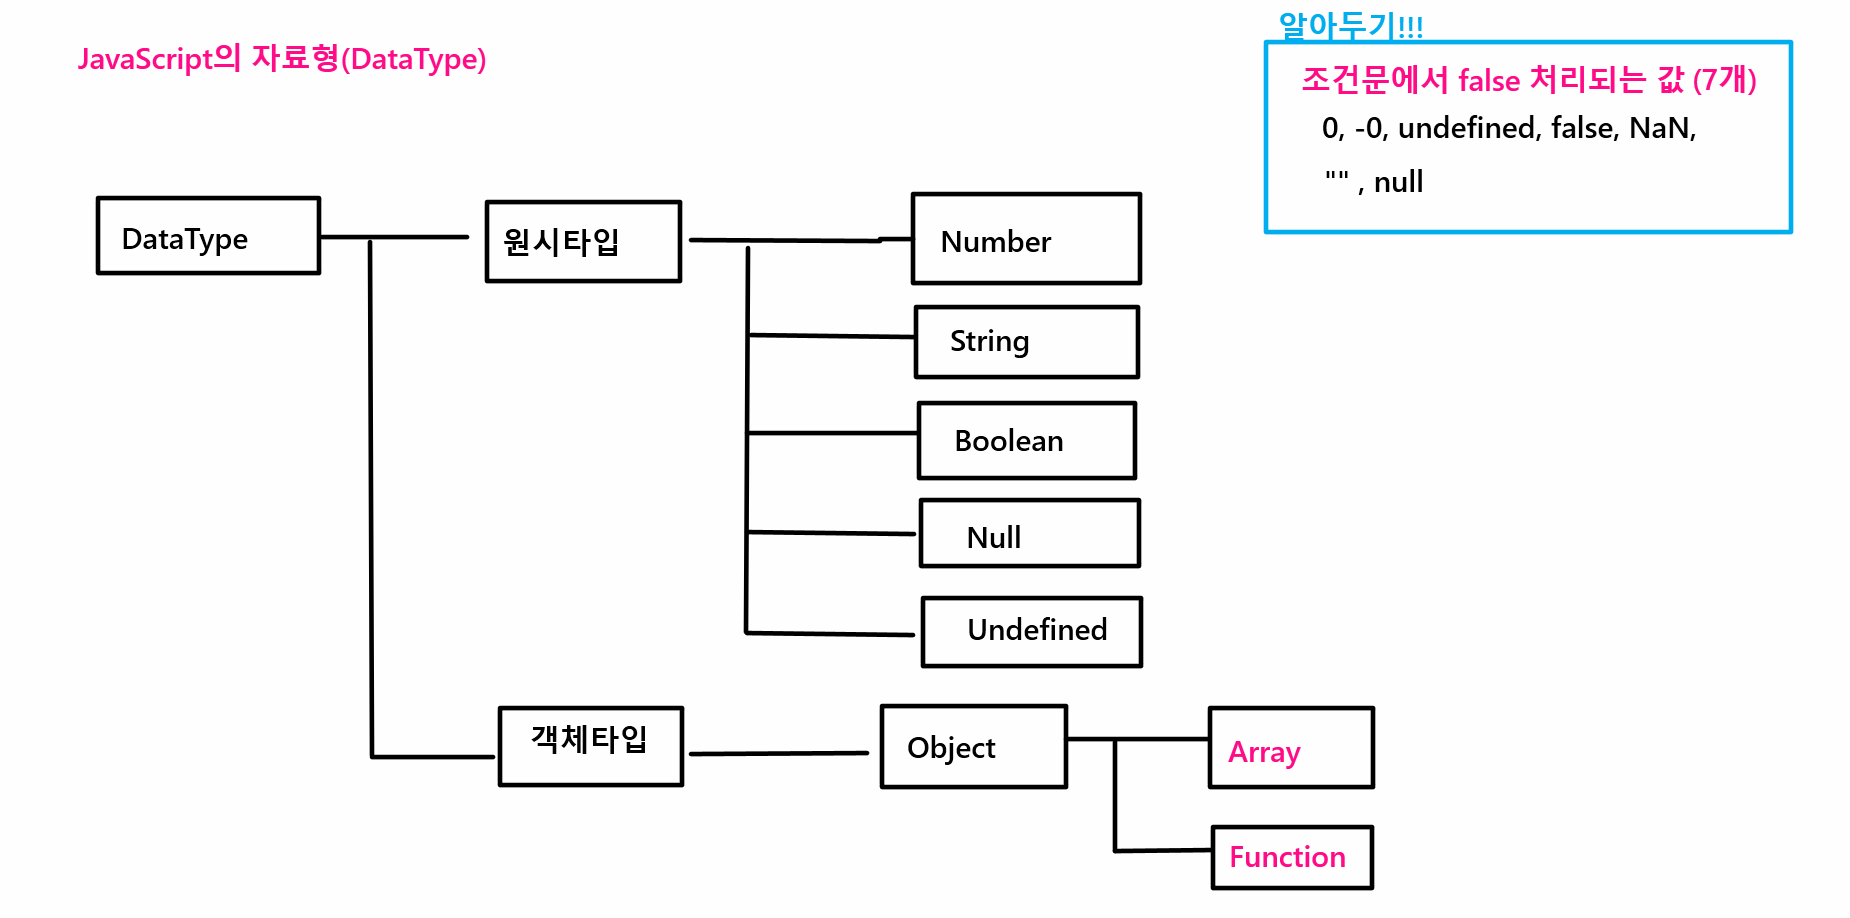 JavaScript의 자료형(DataType)
알아두기!!!
조건문에서 false 처리되는 값 (7개)
0, -0, undefined, false, NaN,
"" , null
DataType
원시타입
Number
String
Boolean
Null
Undefined
객체타입
Object
Array
Function